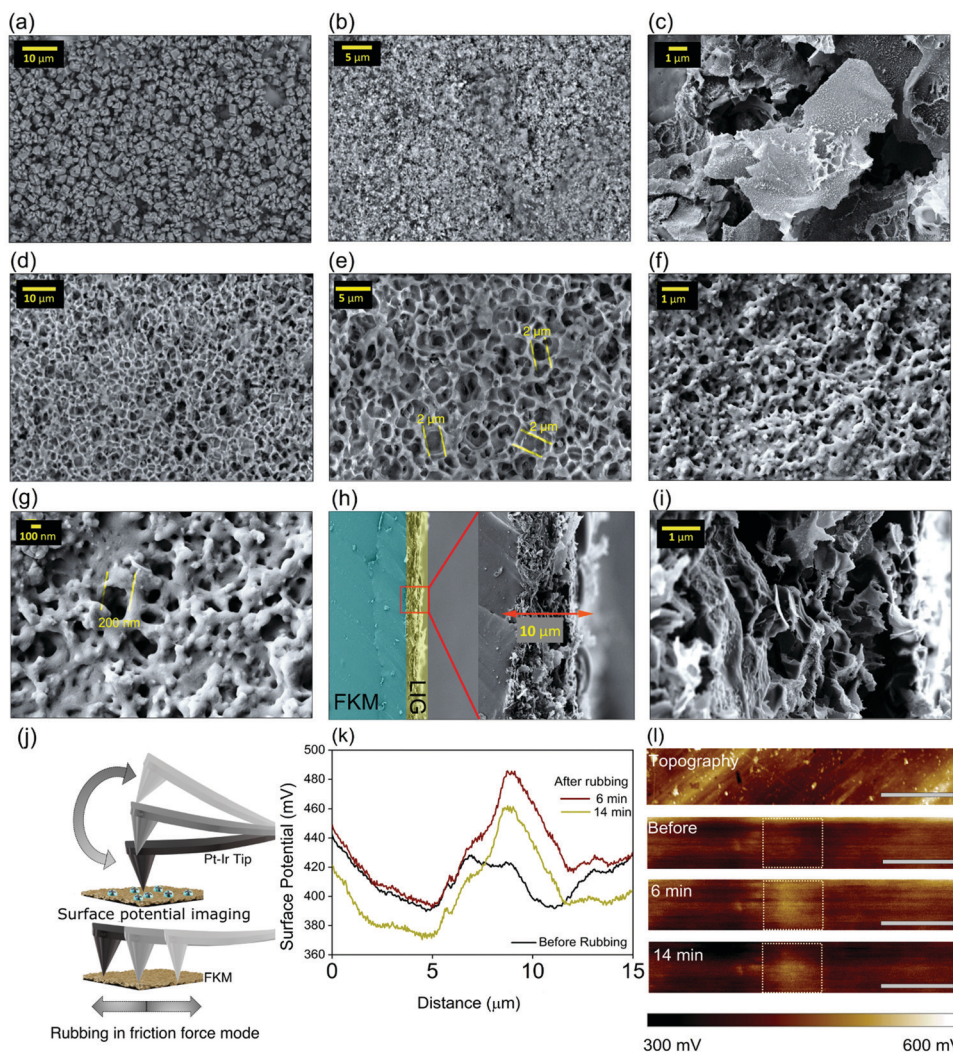 (a)
10 μm
(b)
5 μm
(c)
1 μm
(d)
10 μm
(e)
5 μm
2 μm
2 μm
2 μm
(f)
1 μm
(g)
100 nm
200 nm
(h)
FKM
LIG
10 μm
(i)
1 μm
(j)
Pt-Ir Tip
Surface potential imaging
FKM
Rubbing in friction force mode
(k)
500
480
460
440
420
400
380
360
Surface Potential (mV)
After rubbing
6 min
14 min
Before Rubbing
0 5 10 15
Distance (μm)
(l)
Topography
Before
6 min
14 min
300 mV 600 mV